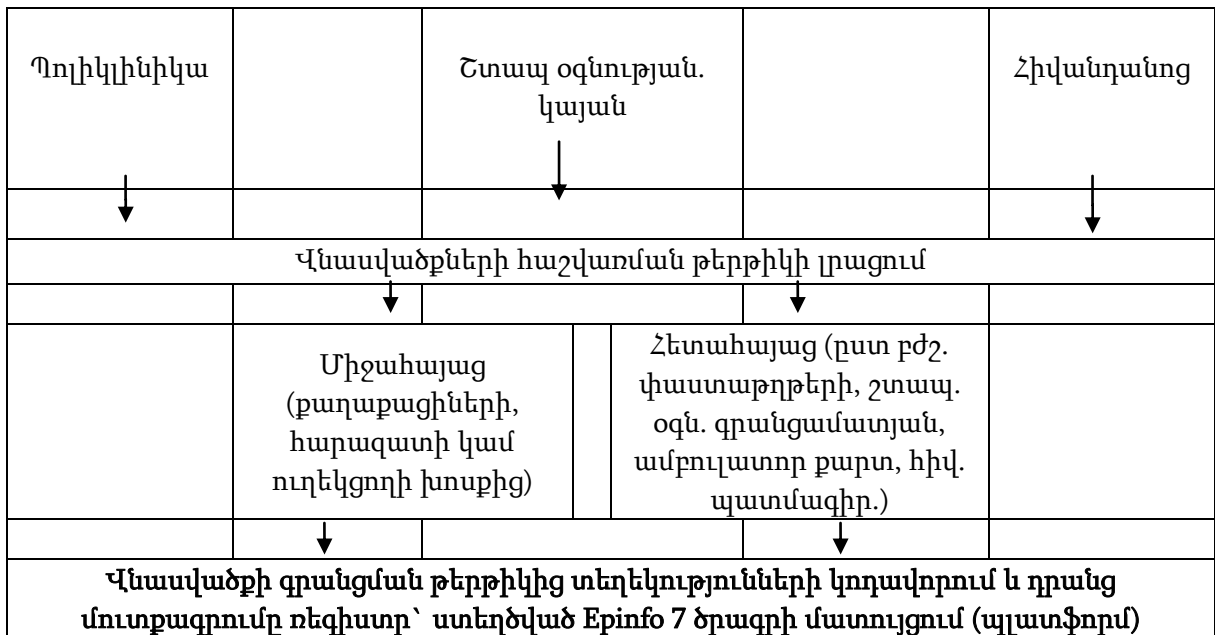 Պոլիկլինիկա
Շտապ օգնության.
կայան
Հիվանդանոց
Վնասվածքների հաշվառման թերթիկի լրացում
Միջահայաց
(քաղաքացիների,
հարազատի կամ
ուղեկցողի խոսքից)
Հետահայաց (ըստ բժշ.
փաստաթղթերի, շտապ.
օգն. գրանցամատյան,
ամբուլատոր քարտ, հիվ.
պատմագիր.)
Վնասվածքի գրանցման թերթիկից տեղեկությունների կոդավորում և դրանց
մուտքագրումը ռեգիստր՝ ստեղծված Epinfo 7 ծրագրի մատույցում (պլատֆորմ)